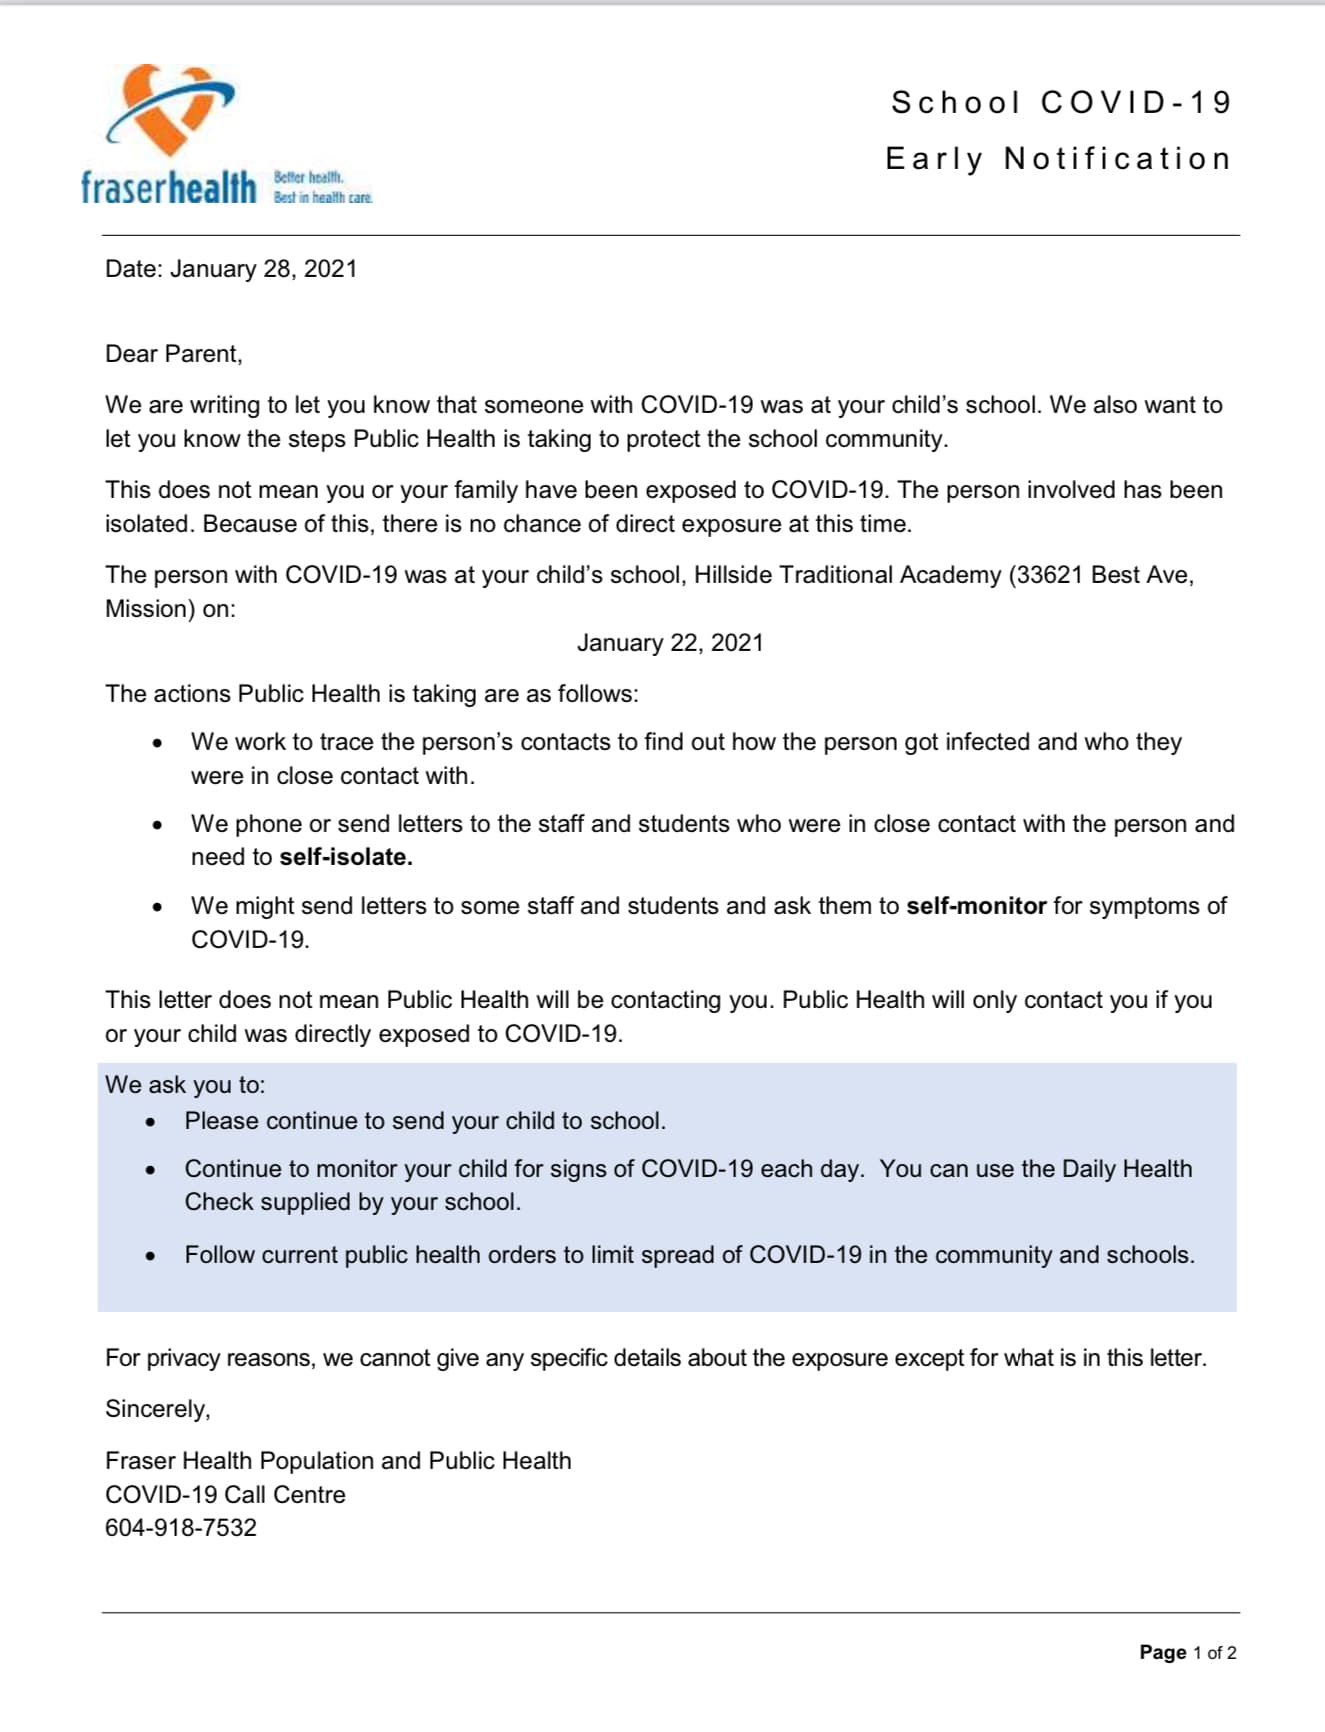 fraserhealth
Better health.
Best in health care.
School COVID-19
Early Notification
Date: January 28, 2021
Dear Parent,
We are writing to let you know that someone with COVID-19 was at your child’s school. We also want to
let you know the steps Public Health is taking to protect the school community.
This does not mean you or your family have been exposed to COVID-19. The person involved has been
isolated. Because of this, there is no chance of direct exposure at this time.
The person with COVID-19 was at your child’s school, Hillside Traditional Academy (33621 Best Ave,
Mission) on:
January 22, 2021
The actions Public Health is taking are as follows:
• We work to trace the person’s contacts to find out how the person got infected and who they
were in close contact with.
• We phone or send letters to the staff and students who were in close contact with the person and
need to self-isolate.
• We might send letters to some staff and students and ask them to self-monitor for symptoms of
COVID-19.
This letter does not mean Public Health will be contacting you. Public Health will only contact you if you
or your child was directly exposed to COVID-19.
We ask you to:
• Please continue to send your child to school.
• Continue to monitor your child for signs of COVID-19 each day.  You can use the Daily Health
Check supplied by your school.
• Follow current public health orders to limit spread of COVID-19 in the community and schools.
For privacy reasons, we cannot give any specific details about the exposure except for what is in this letter.
Sincerely,
Fraser Health Population and Public Health
COVID-19 Call Centre
604-918-7532
Page 1 of 2